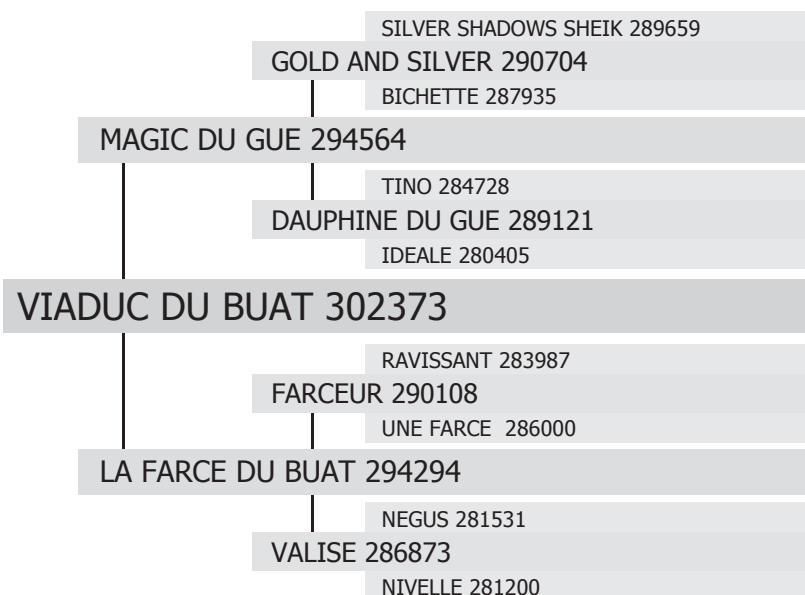 SILVER SHADOWS SHEIK 289659
GOLD AND SILVER 290704
BICHETTE 287935
MAGIC DU GUE 294564
TINO 284728
DAUPHINE DU GUE 289121
IDEALE 280405
VIADUC DU BUAT 302373
RAVISSANT 283987
FARCEUR 290108
UNE FARCE 286000
LA FARCE DU BUAT 294294
NEGUS 281531
VALISE 286873
NIVELLE 281200